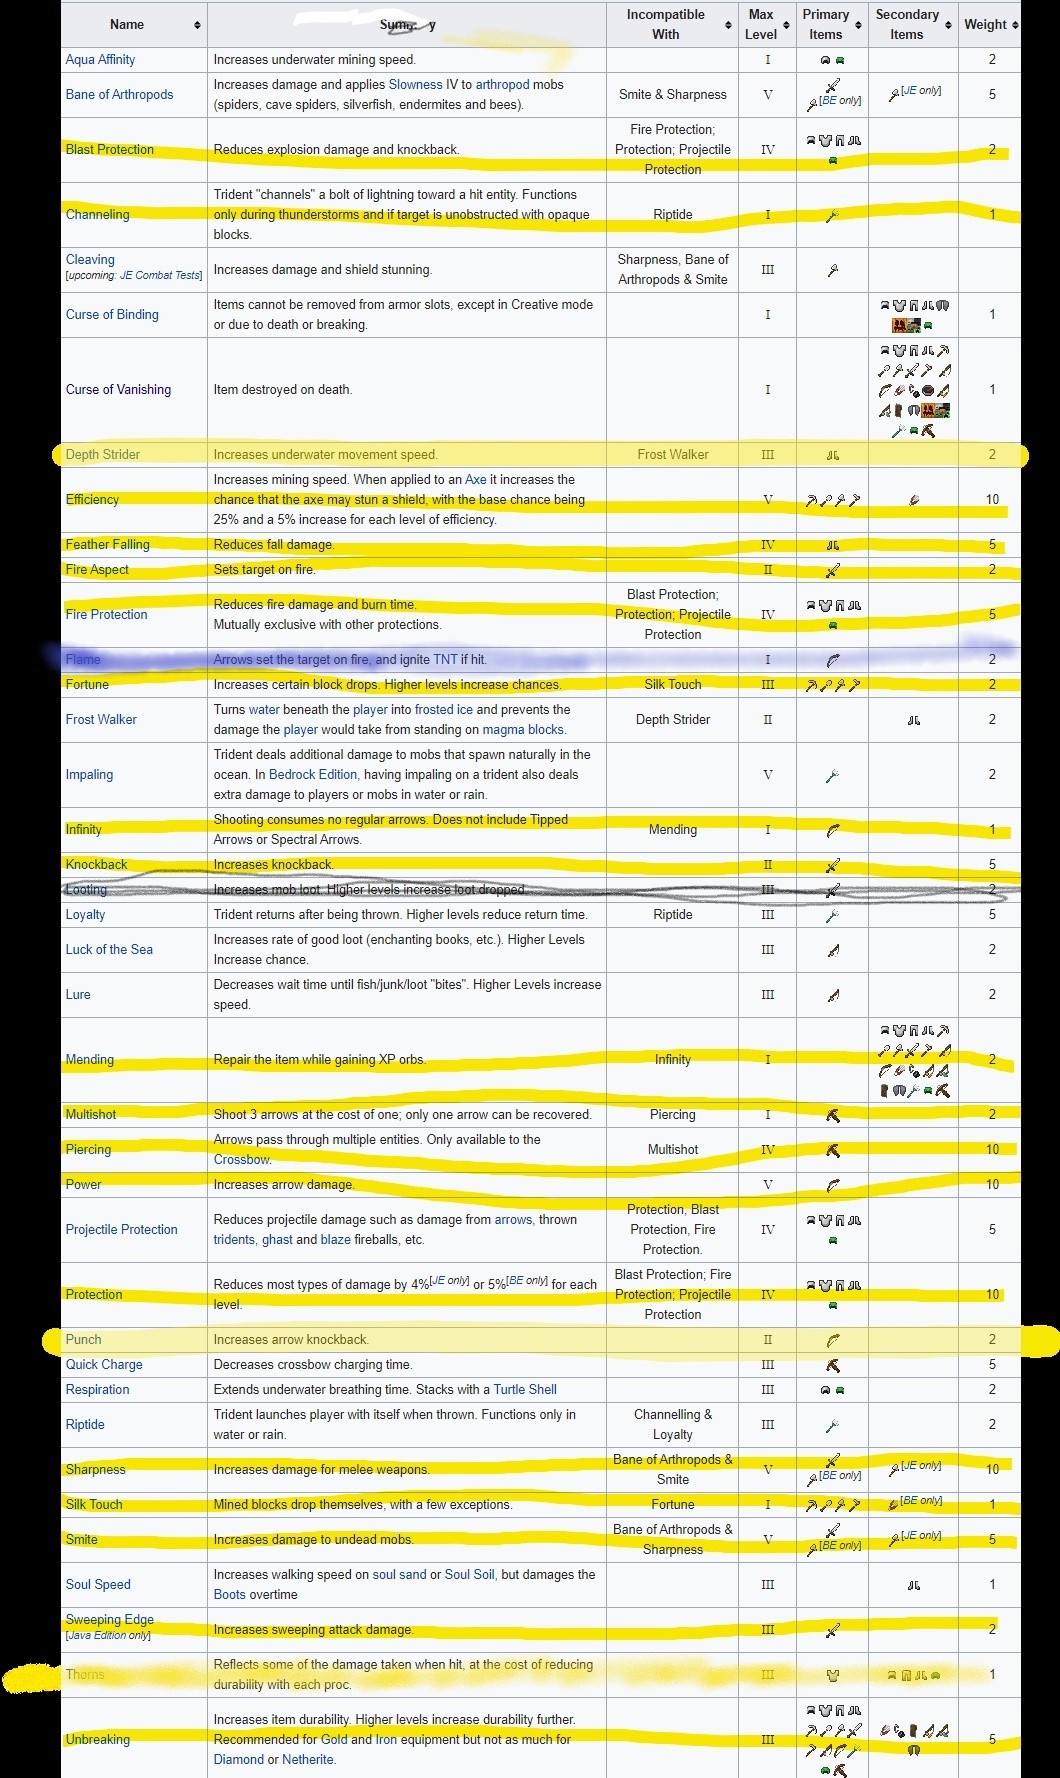 Name Summary Incompatible With Max Level Primary Items Secondary Items Weight
Aqua Affinity Increases underwater mining speed. I 2
Bane of Arthropods Increases damage and applies Slowness IV to arthropod mobs (spiders, cave spiders, silverfish, endermites and bees). Smite & Sharpness V [BE only] [JE only] 5
Blast Protection Reduces explosion damage and knockback. Fire Protection; Protection; Projectile Protection IV 2
Channeling Trident "channels" a bolt of lightning toward a hit entity. Functions only during thunderstorms and if target is unobstructed with opaque blocks. Riptide I 1
Cleaving [upcoming: JE Combat Tests] Increases damage and shield stunning. Sharpness, Bane of Arthropods & Smite III
Curse of Binding Items cannot be removed from armor slots, except in Creative mode or due to death or breaking. I 1
Curse of Vanishing Item destroyed on death. I 1
Depth Strider Increases underwater movement speed. Frost Walker III 2
Efficiency Increases mining speed. When applied to an Axe it increases the chance that the axe may stun a shield, with the base chance being 25% and a 5% increase for each level of efficiency. V 10
Feather Falling Reduces fall damage. IV 5
Fire Aspect Sets target on fire. II 2
Fire Protection Reduces fire damage and burn time. Mutually exclusive with other protections. Blast Protection; Protection; Projectile Protection IV 5
Flame Arrows set the target on fire, and ignite TNT if hit. I 2
Fortune Increases certain block drops. Higher levels increase chances. Silk Touch III 2
Frost Walker Turns water beneath the player into frosted ice and prevents the damage the player would take from standing on magma blocks. Depth Strider II 2
Impaling Trident deals additional damage to mobs that spawn naturally in the ocean. In Bedrock Edition, having impaling on a trident also deals extra damage to players or mobs in water or rain. V 2
Infinity Shooting consumes no regular arrows. Does not include Tipped Arrows or Spectral Arrows. Mending I 1
Knockback Increases knockback. II 5
Looting Increases mob loot. Higher levels increase loot dropped. III 2
Loyalty Trident returns after being thrown. Higher levels reduce return time. Riptide III 5
Luck of the Sea Increases rate of good loot (enchanting books, etc.). Higher Levels Increase chance. III 2
Lure Decreases wait time until fish/junk/loot "bites". Higher Levels increase speed. III 2
Mending Repair the item while gaining XP orbs. Infinity I 2
Multishot Shoot 3 arrows at the cost of one; only one arrow can be recovered. Piercing I 2
Piercing Arrows pass through multiple entities. Only available to the Crossbow. Multishot IV 10
Power Increases arrow damage. V 10
Projectile Protection Reduces projectile damage such as damage from arrows, thrown tridents, ghast and blaze fireballs, etc. Protection, Blast Protection, Fire Protection. IV 5
Protection Reduces most types of damage by 4%[JE only] or 5%[BE only] for each level. Blast Protection; Fire Protection; Projectile Protection IV 10
Punch Increases arrow knockback. II 2
Quick Charge Decreases crossbow charging time. III 5
Respiration Extends underwater breathing time. Stacks with a Turtle Shell III 2
Riptide Trident launches player with itself when thrown. Functions only in water or rain. Channelling & Loyalty III 2
Sharpness Increases damage for melee weapons. Bane of Arthropods & Smite V [BE only] [JE only] 10
Silk Touch Mined blocks drop themselves, with a few exceptions. Fortune I [BE only] 1
Smite Increases damage to undead mobs. Bane of Arthropods & Sharpness V [BE only] [JE only] 5
Soul Speed Increases walking speed on soul sand or Soul Soil, but damages the Boots overtime III 1
Sweeping Edge [Java Edition only] Increases sweeping attack damage. III 2
Thorns Reflects some of the damage taken when hit, at the cost of reducing durability with each proc. III 1
Unbreaking Increases item durability. Higher levels increase durability further. Recommended for Gold and Iron equipment but not as much for Diamond or Netherite. III 5